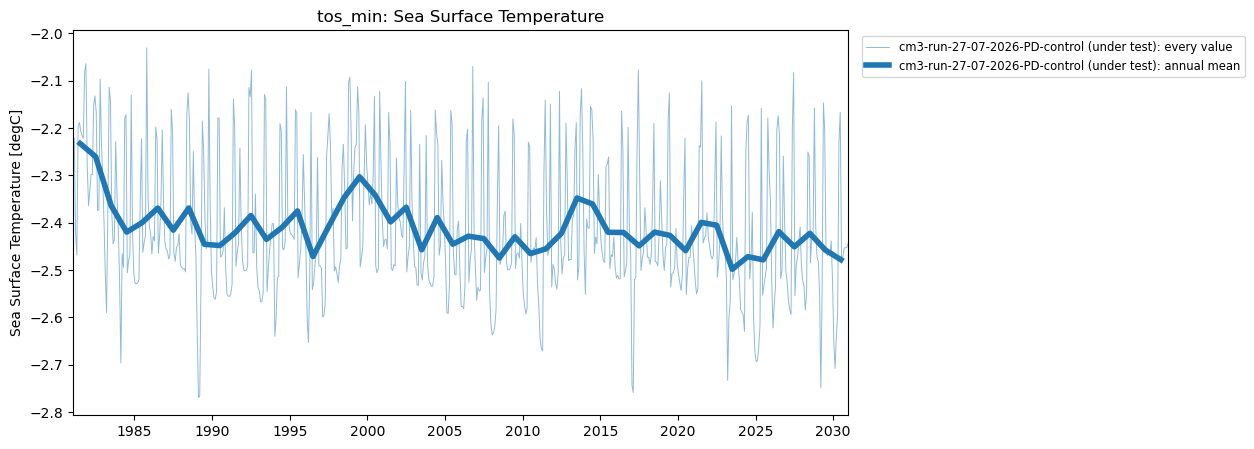 tos_min: Sea Surface Temperature
Sea Surface Temperature [degC]
−2.0
−2.1
−2.2
−2.3
−2.4
−2.5
−2.6
−2.7
−2.8
1985 1990 1995 2000 2005 2010 2015 2020 2025 2030
cm3-run-27-07-2026-PD-control (under test): every value
cm3-run-27-07-2026-PD-control (under test): annual mean